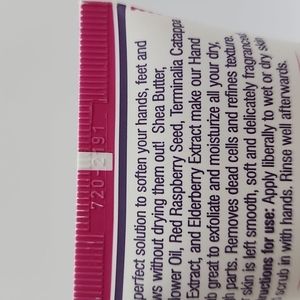 720-2191
perfect solution to soften your hands, feet and
ws without drying them out! Shea Butter,
lower Oil, Red Raspberry Seed, Terminalia Catappa
Extract, and Elderberry Extract make our Hand
b great to exfoliate and moisturize all your dry,
parts. Removes dead cells and refines texture.
skin is left smooth, soft and delicately fragranced
ctions for use: Apply liberally to wet or dry skin
scrub in with hands. Rinse well afterwards.